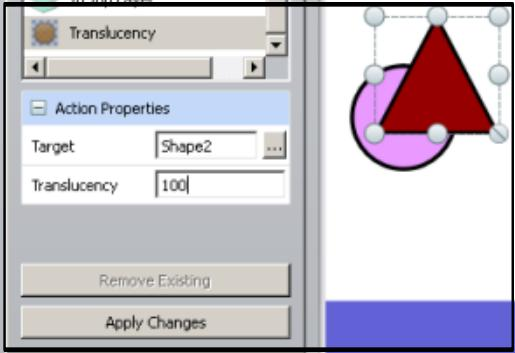 Translucency
Action Properties
Target Shape2 ...
Translucency 100
Remove Existing
Apply Changes